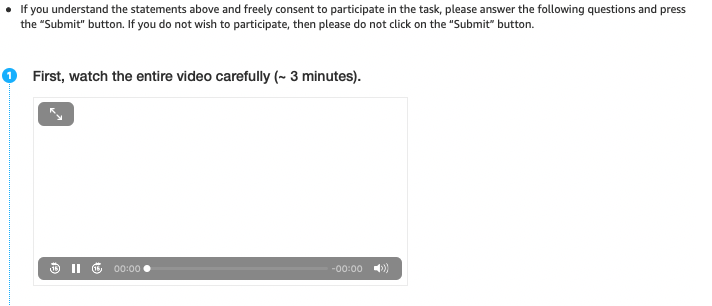 • If you understand the statements above and freely consent to participate in the task, please answer the following questions and press
the "Submit" button. If you do not wish to participate, then please do not click on the "Submit" button.
1 First, watch the entire video carefully (~ 3 minutes).
15 15 00:00 -00:00